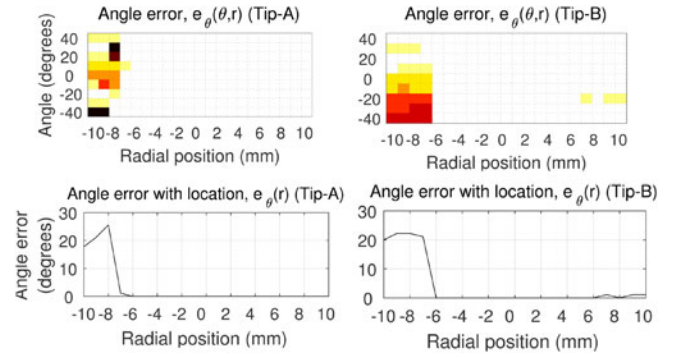 Angle error, e θ(θ,r) (Tip-A)
Angle error, e θ(θ,r) (Tip-B)
Angle (degrees)
40
20
0
-20
-40
-10 -8 -6 -4 -2 0 2 4 6 8 10
Radial position (mm)
40
20
0
-20
-40
-10 -8 -6 -4 -2 0 2 4 6 8 10
Radial position (mm)
Angle error with location, e θ(r) (Tip-A)
Angle error with location, e θ(r) (Tip-B)
Angle error
(degrees)
30
20
10
0
-10 -8 -6 -4 -2 0 2 4 6 8 10
Radial position (mm)
30
20
10
0
-10 -8 -6 -4 -2 0 2 4 6 8 10
Radial position (mm)